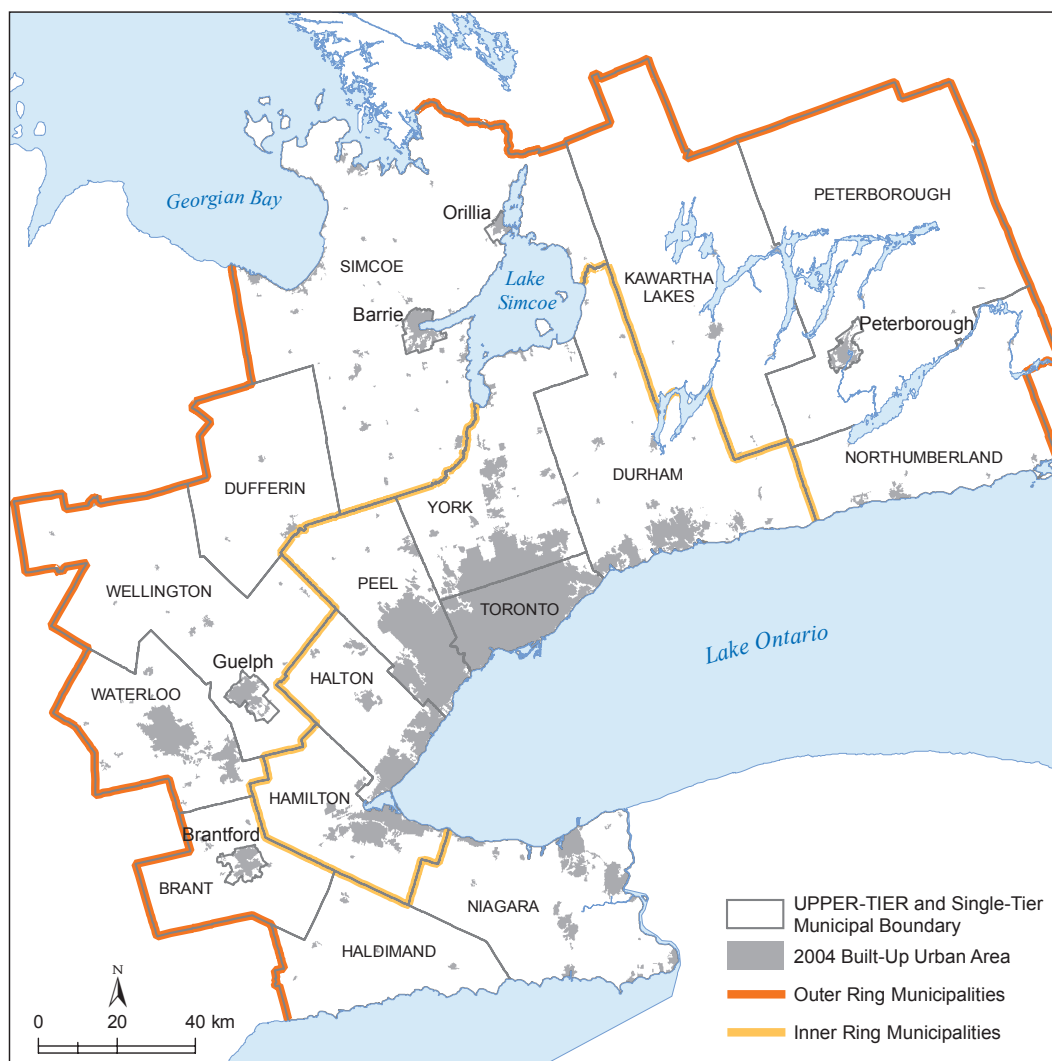 PETERBOROUGH
Georgian Bay
Orillia
SIMCOE
Lake
Simcoe
KAWARTHA
LAKES
Barrie
Peterborough
NORTHUMBERLAND
DURHAM
DUFFERIN
YORK
PEEL
WELLINGTON
TORONTO
Lake Ontario
Guelph
HALTON
WATERLOO
HAMILTON
Brantford
BRANT
NIAGARA
HALDIMAND
UPPER-TIER and Single-Tier
Municipal Boundary
2004 Built-Up Urban Area
Outer Ring Municipalities
Inner Ring Municipalities
N
0 20 40 km